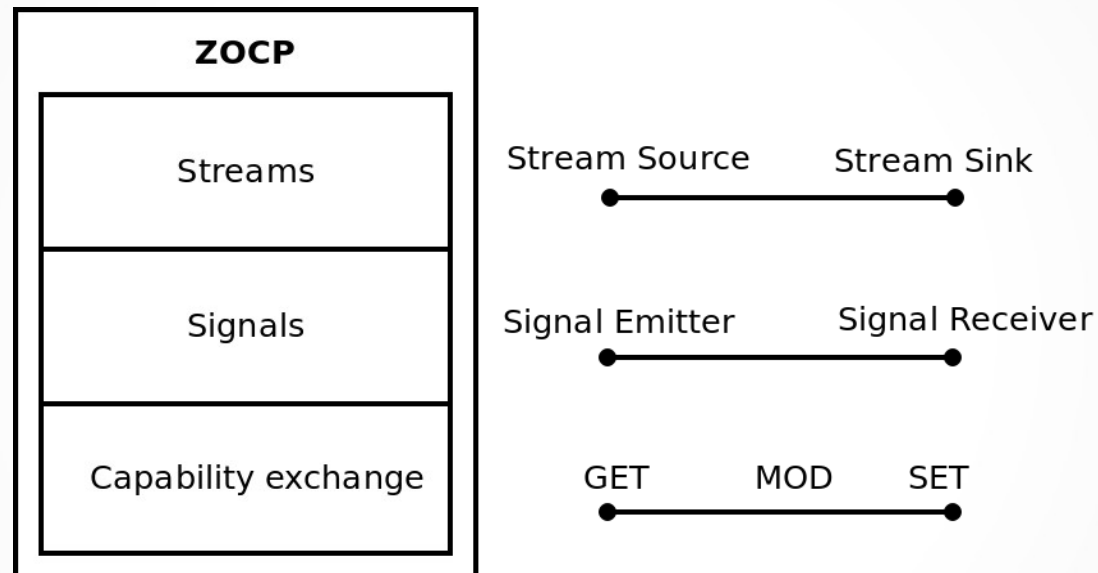 ZOCP
Streams
Stream Source
Stream Sink
Signals
Signal Emitter
Signal Receiver
Capability exchange
GET
MOD
SET